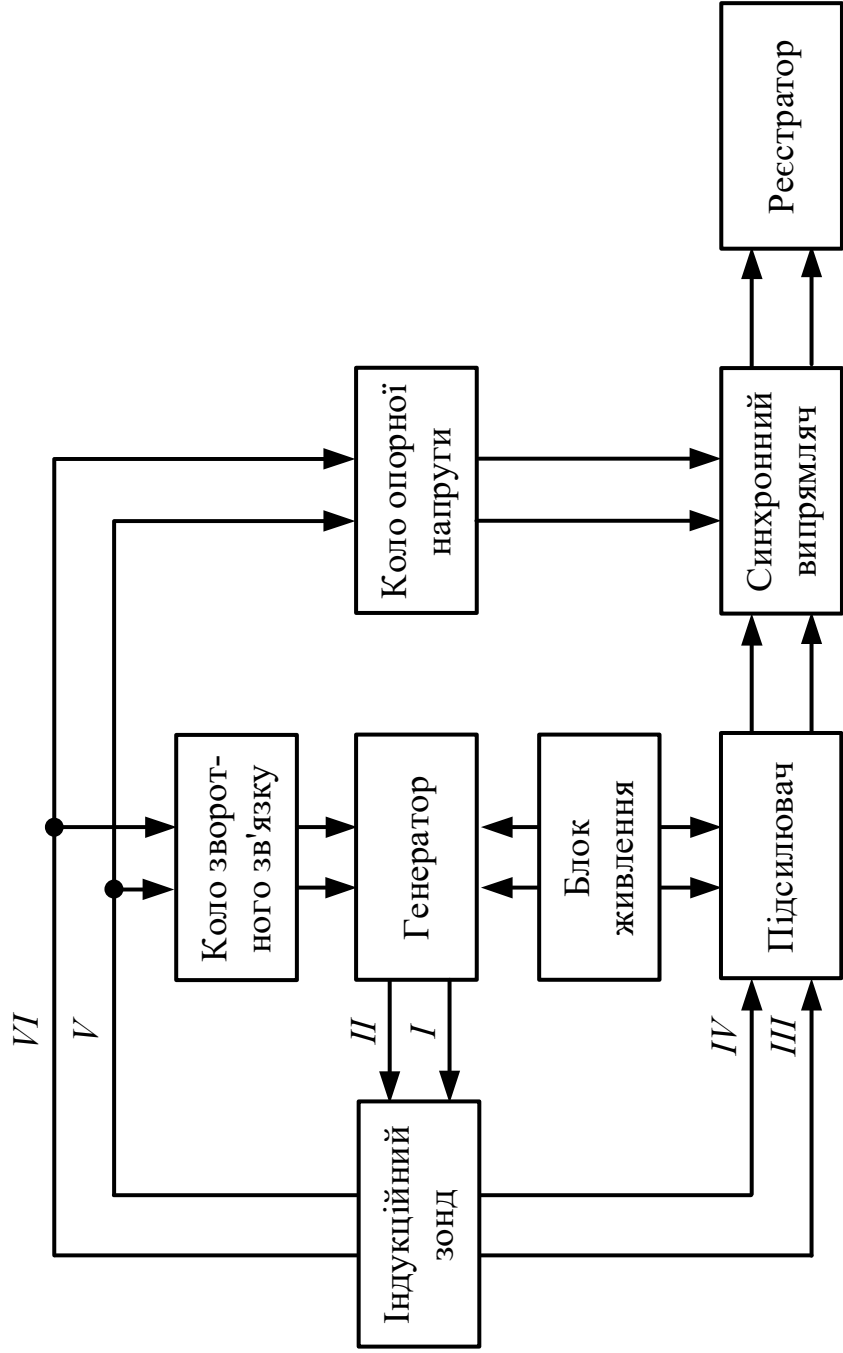 VI
V
Коло зворот-
ного зв'язку
Коло опорної
напруги
II
I
Індукційний
зонд
Генератор
Блок
живлення
IV
III
Підсилювач
Синхронний
випрямляч
Реєстратор